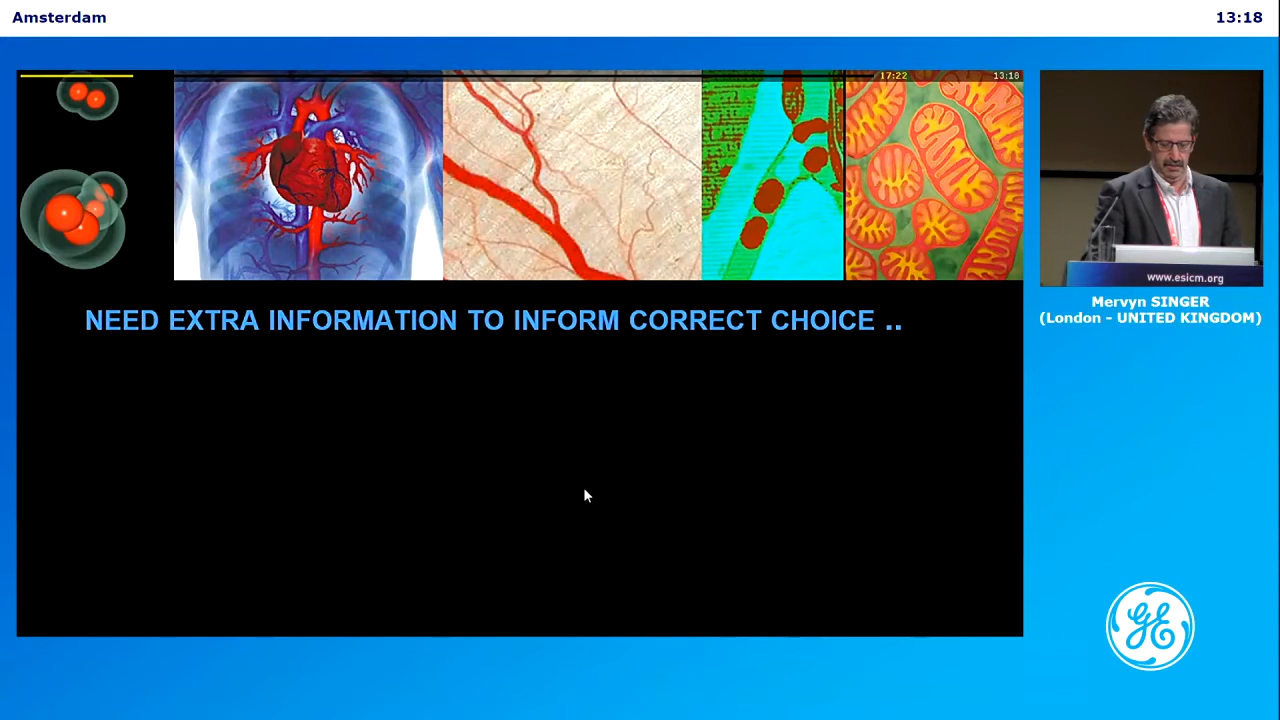 Amsterdam
13:18
17:22
13:18
NEED EXTRA INFORMATION TO INFORM CORRECT CHOICE ..
www.esicm.org
Mervyn SINGER
(London - UNITED KINGDOM)
GE